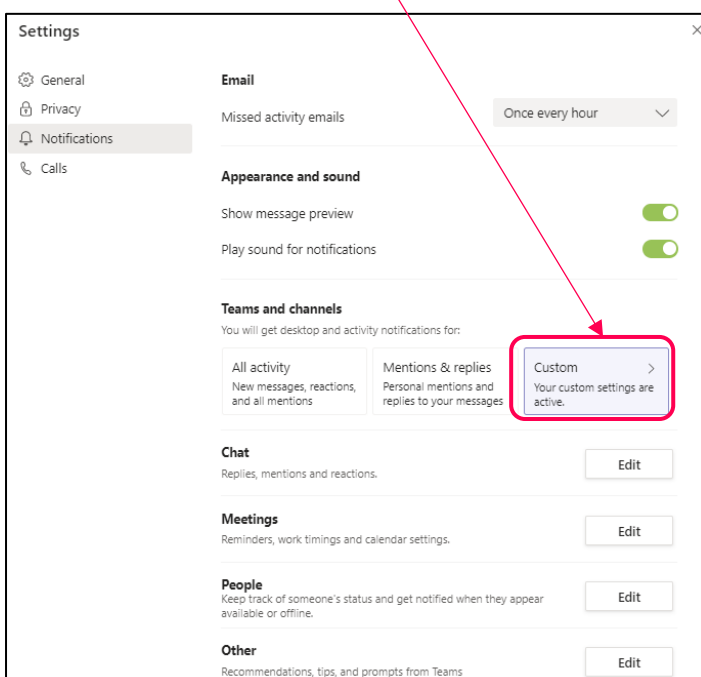 Settings
General
Privacy
Notifications
Calls
Email
Missed activity emails
Once every hour
Appearance and sound
Show message preview
Play sound for notifications
Teams and channels
You will get desktop and activity notifications for:
All activity
New messages, reactions,
and all mentions
Mentions & replies
Personal mentions and
replies to your messages
Custom
Your custom settings are
active.
Chat
Replies, mentions and reactions.
Edit
Meetings
Reminders, work timings and calendar settings.
Edit
People
Keep track of someone's status and get notified when they appear
available or offline.
Edit
Other
Recommendations, tips, and prompts from Teams
Edit